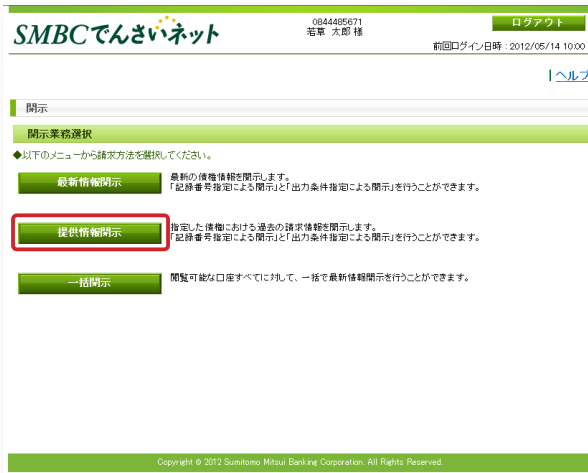 SMBCでんさいネット
0844485671
若草 太郎 様
ログアウト
前回ログイン日時:2012/05/14 10:00
ヘルプ
開示
開示業務選択
◆以下のメニューから請求方法を選択してください。
最新情報開示
最新の債権情報を開示します。
「記録番号指定による開示」と「出力条件指定による開示」を行うことができます。
提供情報開示
指定した債権における過去の請求情報を開示します。
「記録番号指定による開示」と「出力条件指定による開示」を行うことができます。
一括開示
閲覧可能な口座すべてに対して、一括で最新情報開示を行うことができます。
Copyright © 2012 Sumitomo Mitsui Banking Corporation. All Rights Reserved.